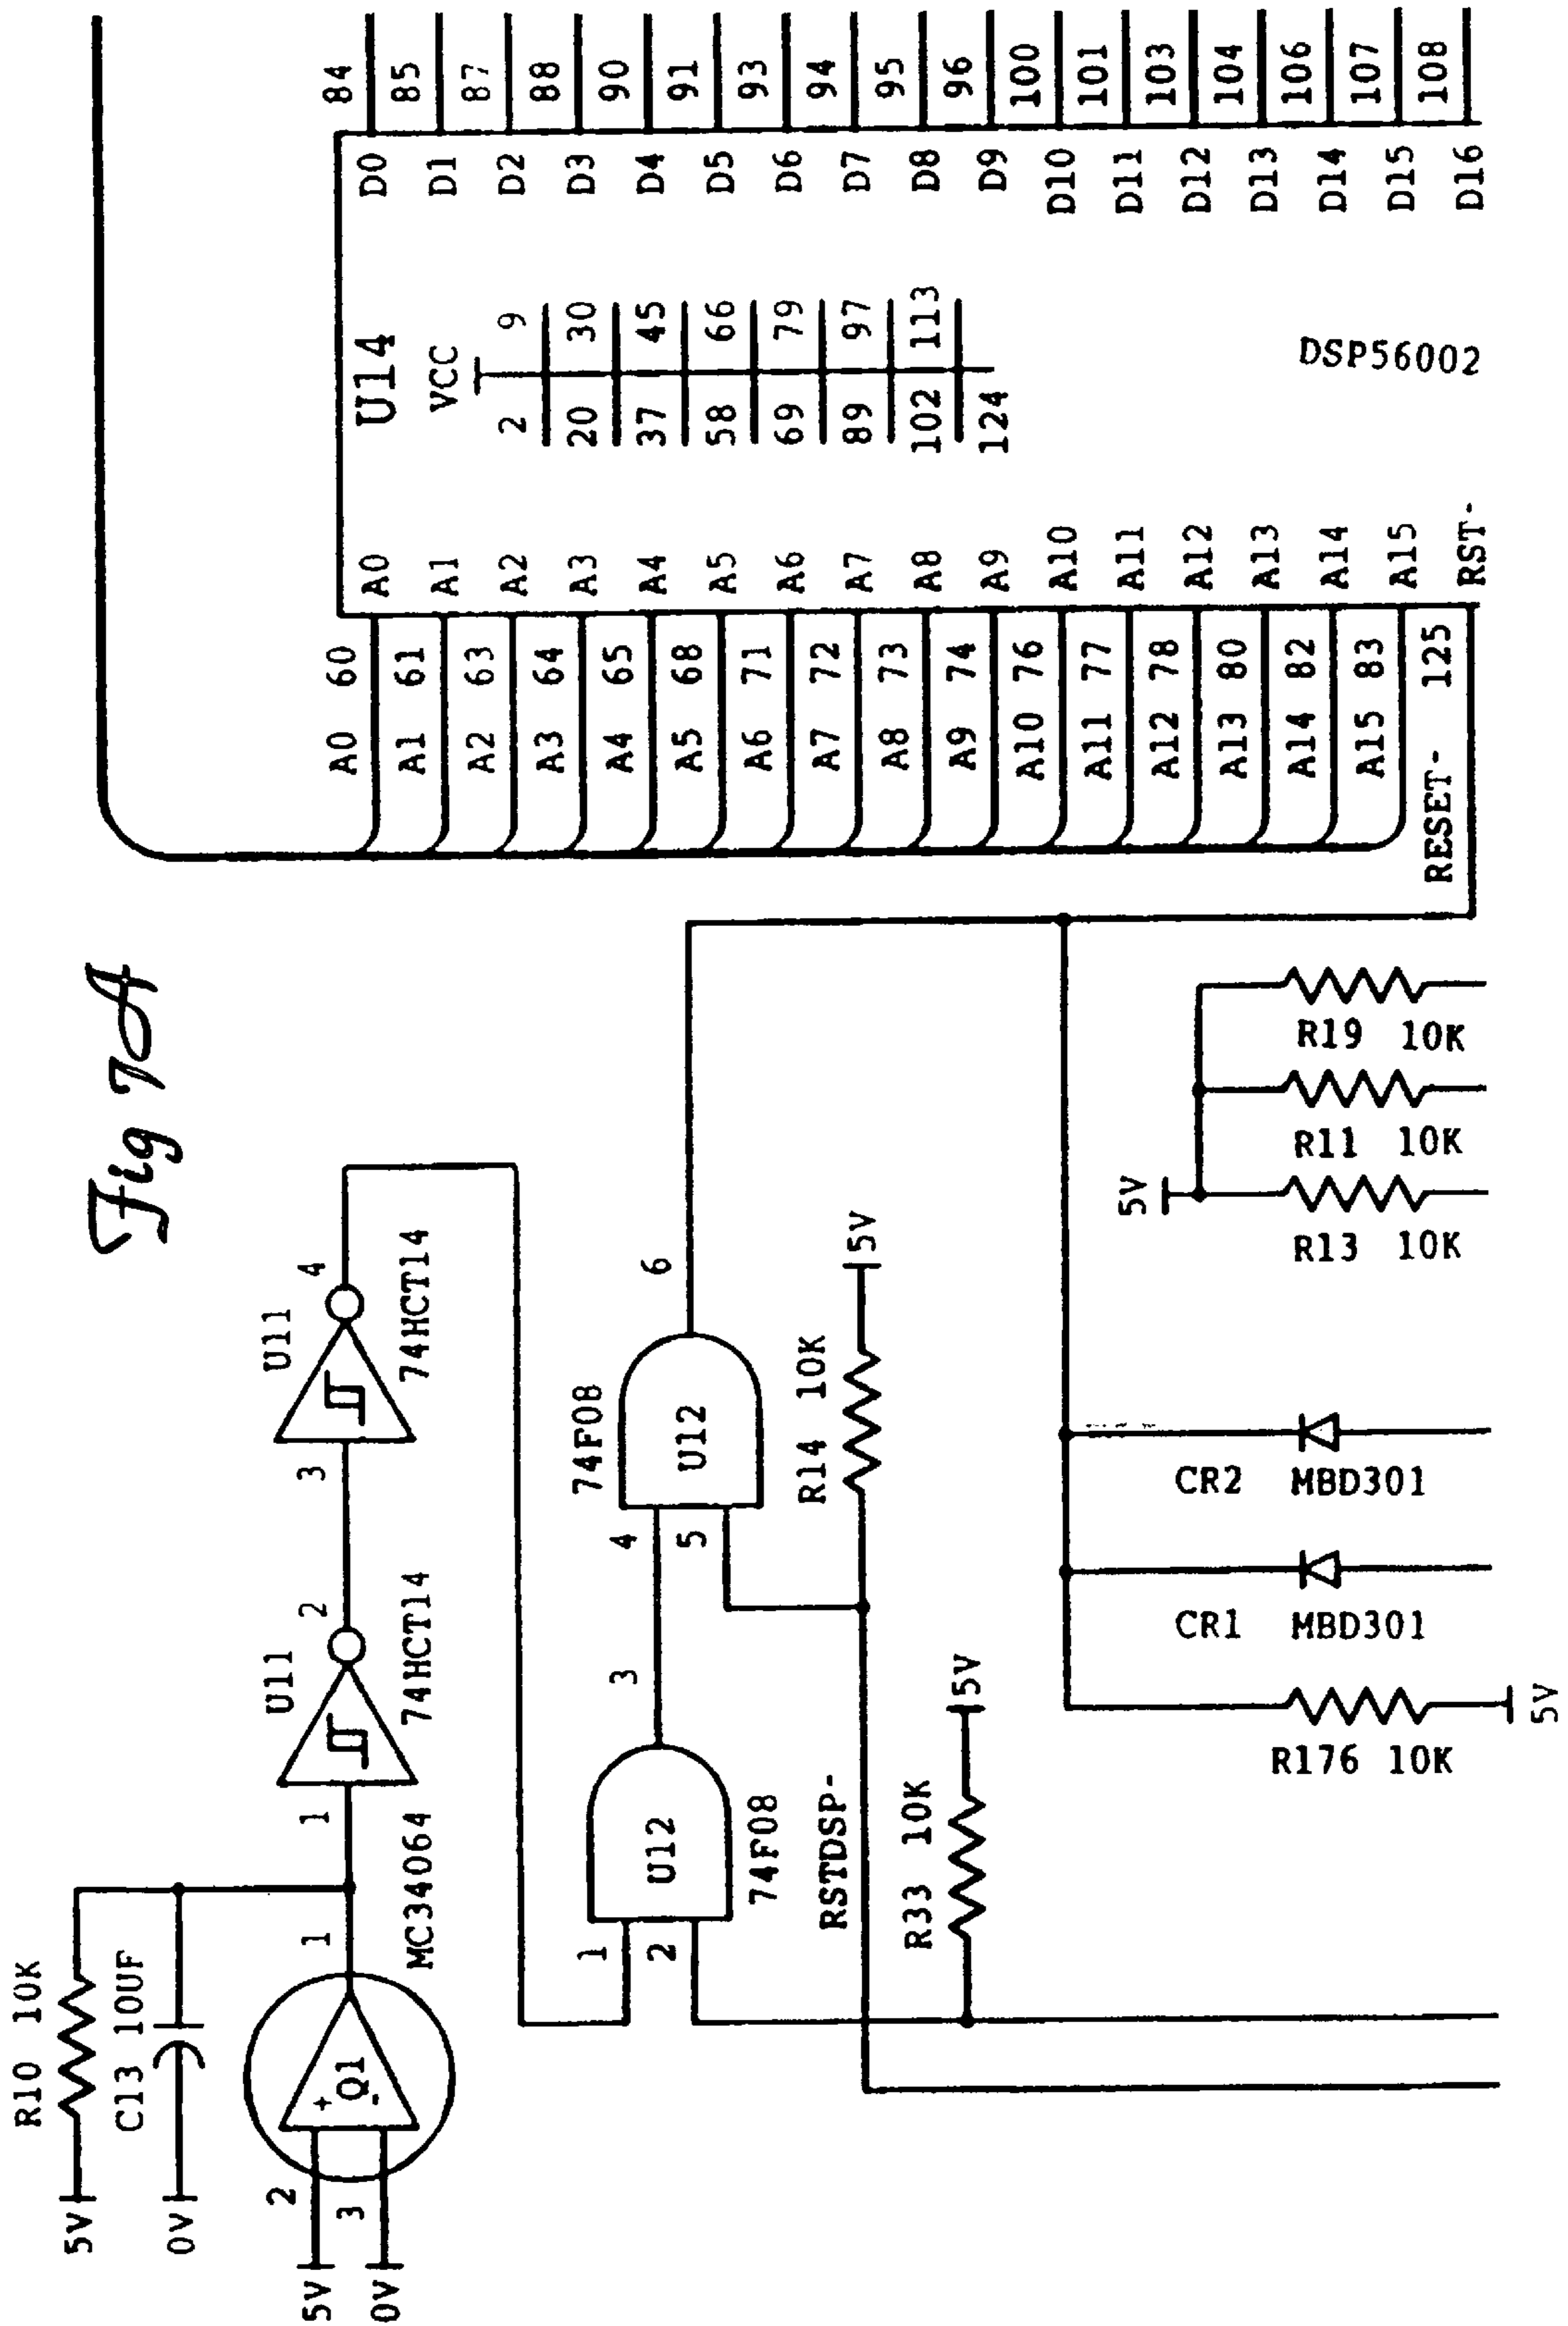 Fig 7A
5V
R10 10K
0V
C13 10UF
5V
2
0V
3
Q1
+
-
1
MC34064
1
U11
2
74HCT14
3
U11
4
74HCT14
1
2
U12
74F08
3
4
5
74F08
U12
6
RSTDSP-
R14 10K
5V
R33 10K
5V
R176 10K
5V
CR1 MBD301
CR2 MBD301
5V
R13 10K
R11 10K
R19 10K
U14
VCC
2 9
20 30
37 45
58 66
69 79
89 97
102 113
124
DSP56002
A0 60 A0
A1 61 A1
A2 63 A2
A3 64 A3
A4 65 A4
A5 68 A5
A6 71 A6
A7 72 A7
A8 73 A8
A9 74 A9
A10 76 A10
A11 77 A11
A12 78 A12
A13 80 A13
A14 82 A14
A15 83 A15
RESET- 125 RST-
D0 84
D1 85
D2 87
D3 88
D4 90
D5 91
D6 93
D7 94
D8 95
D9 96
D10 100
D11 101
D12 103
D13 104
D14 106
D15 107
D16 108